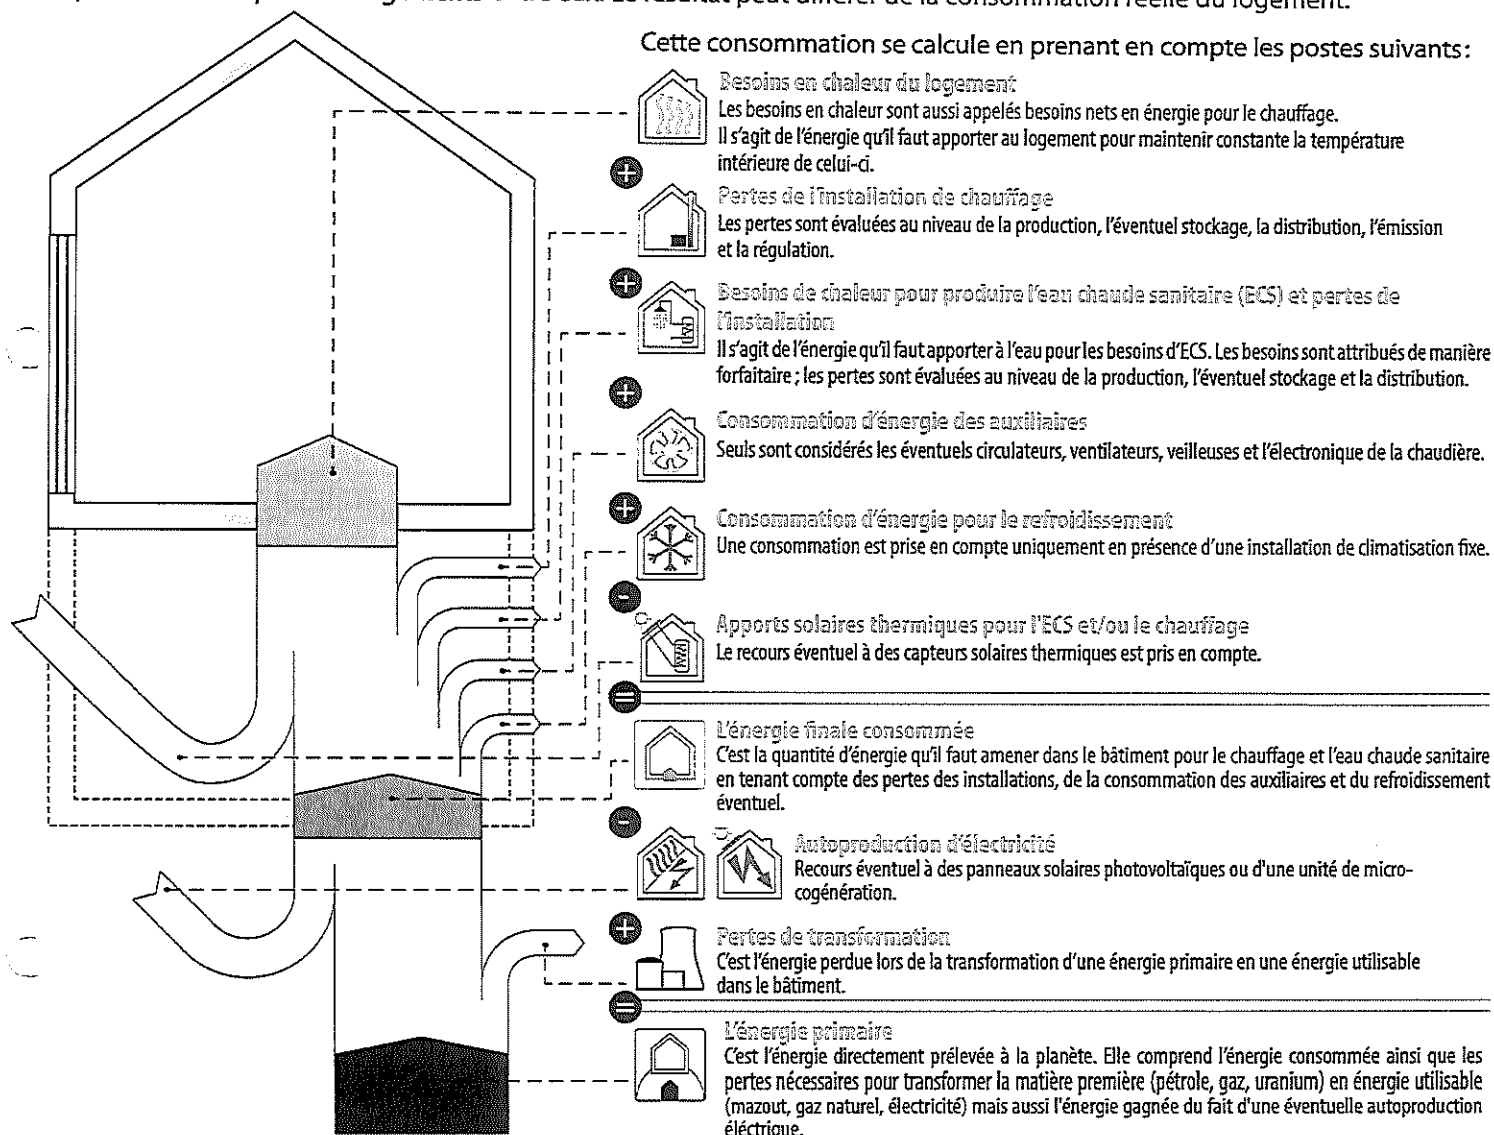 résultat peut différer de la consommation réelle du logement.
Cette consommation se calcule en prenant en compte les postes suivants:
Besoins en chaleur du logement
Les besoins en chaleur sont aussi appelés besoins nets en énergie pour le chauffage.
Il s'agit de l'énergie qu'il faut apporter au logement pour maintenir constante la température
intérieure de celui-ci.
+
Pertes de l'installation de chauffage
Les pertes sont évaluées au niveau de la production, l'éventuel stockage, la distribution, l'émission
et la régulation.
+
Besoins de chaleur pour produire l'eau chaude sanitaire (ECS) et pertes de
l'installation
Il s'agit de l'énergie qu'il faut apporter à l'eau pour les besoins d'ECS. Les besoins sont attribués de manière
forfaitaire ; les pertes sont évaluées au niveau de la production, l'éventuel stockage et la distribution.
+
Consommation d'énergie des auxiliaires
Seuls sont considérés les éventuels circulateurs, ventilateurs, veilleuses et l'électronique de la chaudière.
+
Consommation d'énergie pour le refroidissement
Une consommation est prise en compte uniquement en présence d'une installation de climatisation fixe.
-
Apports solaires thermiques pour l'ECS et/ou le chauffage
Le recours éventuel à des capteurs solaires thermiques est pris en compte.
=
L'énergie finale consommée
C'est la quantité d'énergie qu'il faut amener dans le bâtiment pour le chauffage et l'eau chaude sanitaire
en tenant compte des pertes des installations, de la consommation des auxiliaires et du refroidissement
éventuel.
-
Autoproduction d'électricité
Recours éventuel à des panneaux solaires photovoltaïques ou d'une unité de micro-
cogénération.
+
Pertes de transformation
C'est l'énergie perdue lors de la transformation d'une énergie primaire en une énergie utilisable
dans le bâtiment.
=
L'énergie primaire
C'est l'énergie directement prélevée à la planète. Elle comprend l'énergie consommée ainsi que les
pertes nécessaires pour transformer la matière première (pétrole, gaz, uranium) en énergie utilisable
(mazout, gaz naturel, électricité) mais aussi l'énergie gagnée du fait d'une éventuelle autoproduction
éléctrique.